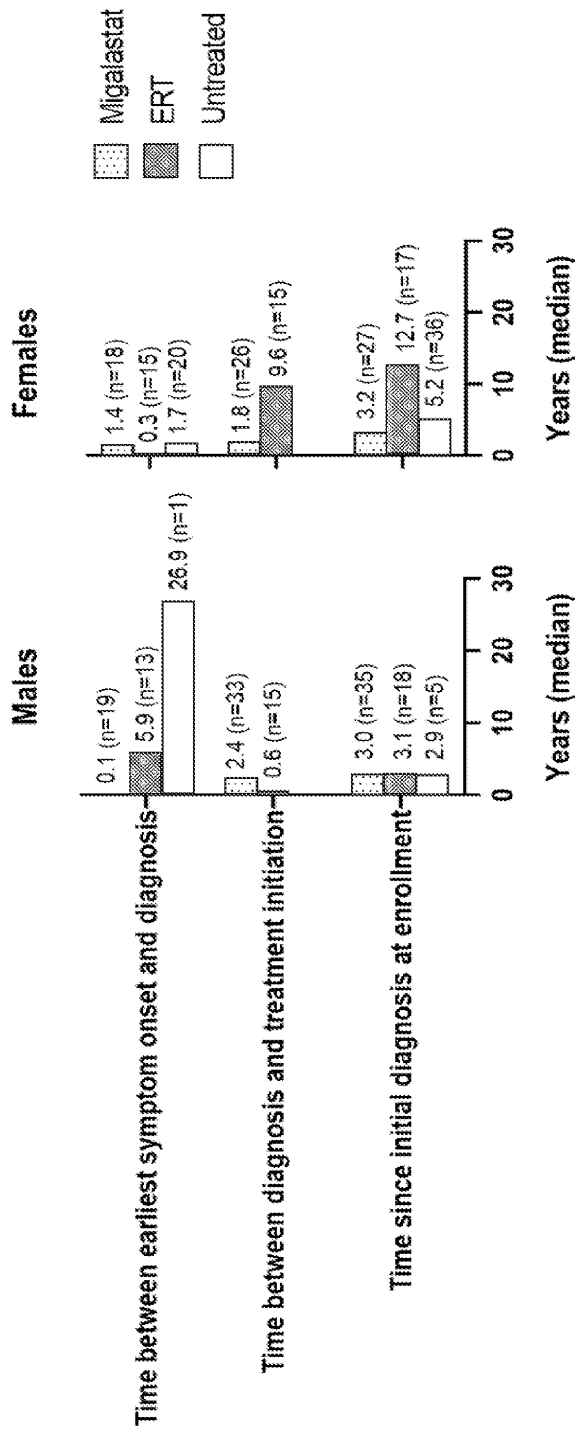 Males
Females
Migalastat
ERT
Untreated
Time between earliest symptom onset and diagnosis
0.1 (n=19)
5.9 (n=13)
26.9 (n=1)
1.4 (n=18)
0.3 (n=15)
1.7 (n=20)
Time between diagnosis and treatment initiation
2.4 (n=33)
0.6 (n=15)
1.8 (n=26)
9.6 (n=15)
Time since initial diagnosis at enrollment
3.0 (n=35)
3.1 (n=18)
2.9 (n=5)
3.2 (n=27)
12.7 (n=17)
5.2 (n=36)
0 10 20 30
0 10 20 30
Years (median)
Years (median)